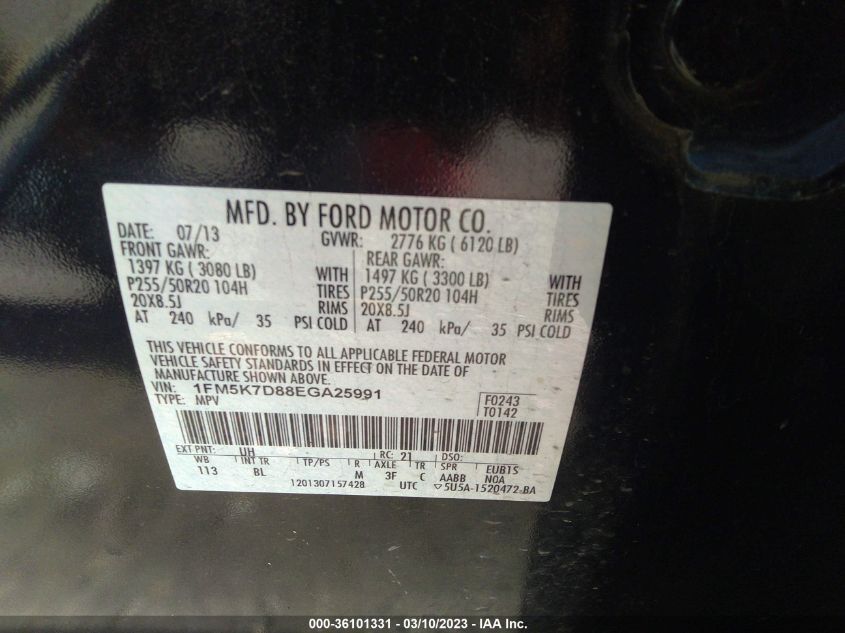 MFD. BY FORD MOTOR CO.
DATE: 07/13 GVWR: 2776 KG ( 6120 LB)
FRONT GAWR: REAR GAWR:
1397 KG ( 3080 LB) WITH 1497 KG ( 3300 LB) WITH
P255/50R20 104H TIRES P255/50R20 104H TIRES
20X8.5J RIMS 20X8.5J RIMS
AT 240 kPa/ 35 PSI COLD AT 240 kPa/ 35 PSI COLD
THIS VEHICLE CONFORMS TO ALL APPLICABLE FEDERAL MOTOR
VEHICLE SAFETY STANDARDS IN EFFECT ON THE DATE OF
MANUFACTURE SHOWN ABOVE.
VIN: 1FM5K7D88EGA25991 F0243
TYPE: MPV T0142
EXT PNT: UH RC: 21 DSO:
WB INT TR TP/PS R AXLE TR SPR EUB1S
113 BL M 3F C AABB NOA
1201307157428 UTC ▽5U5A-1520472-BA
000-36101331 - 03/10/2023 - IAA Inc.